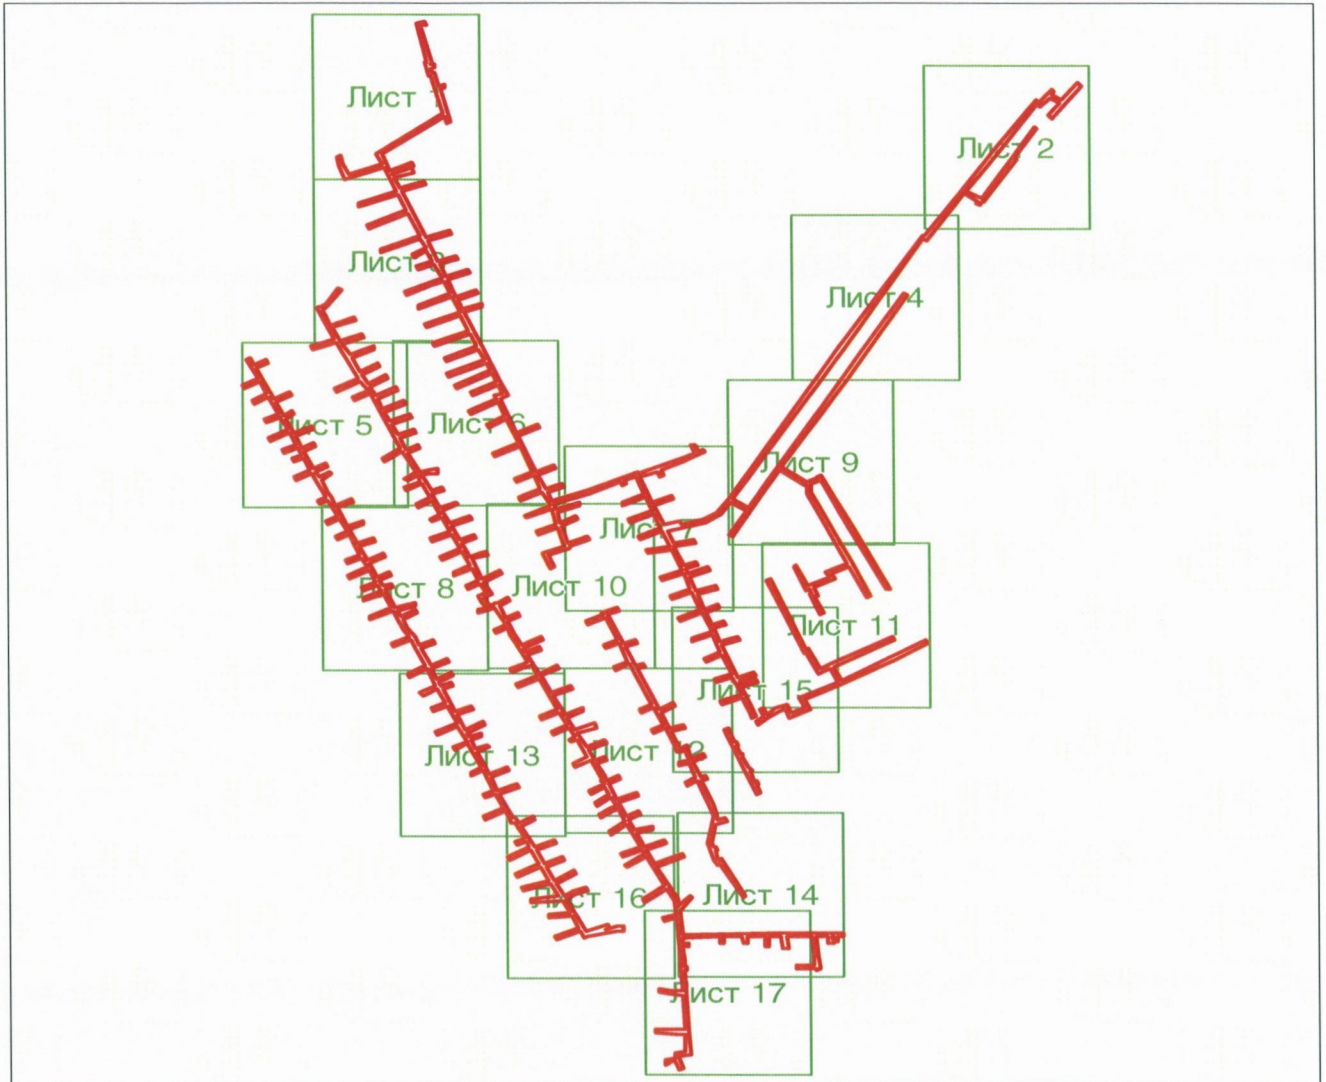 Лист 1
Лист 2
Лист 3
Лист 4
Лист 5
Лист 6
Лист 9
Лист 7
Лист 8
Лист 10
Лист 11
Лист 15
Лист 13
Лист 12
Лист 16
Лист 14
Лист 17